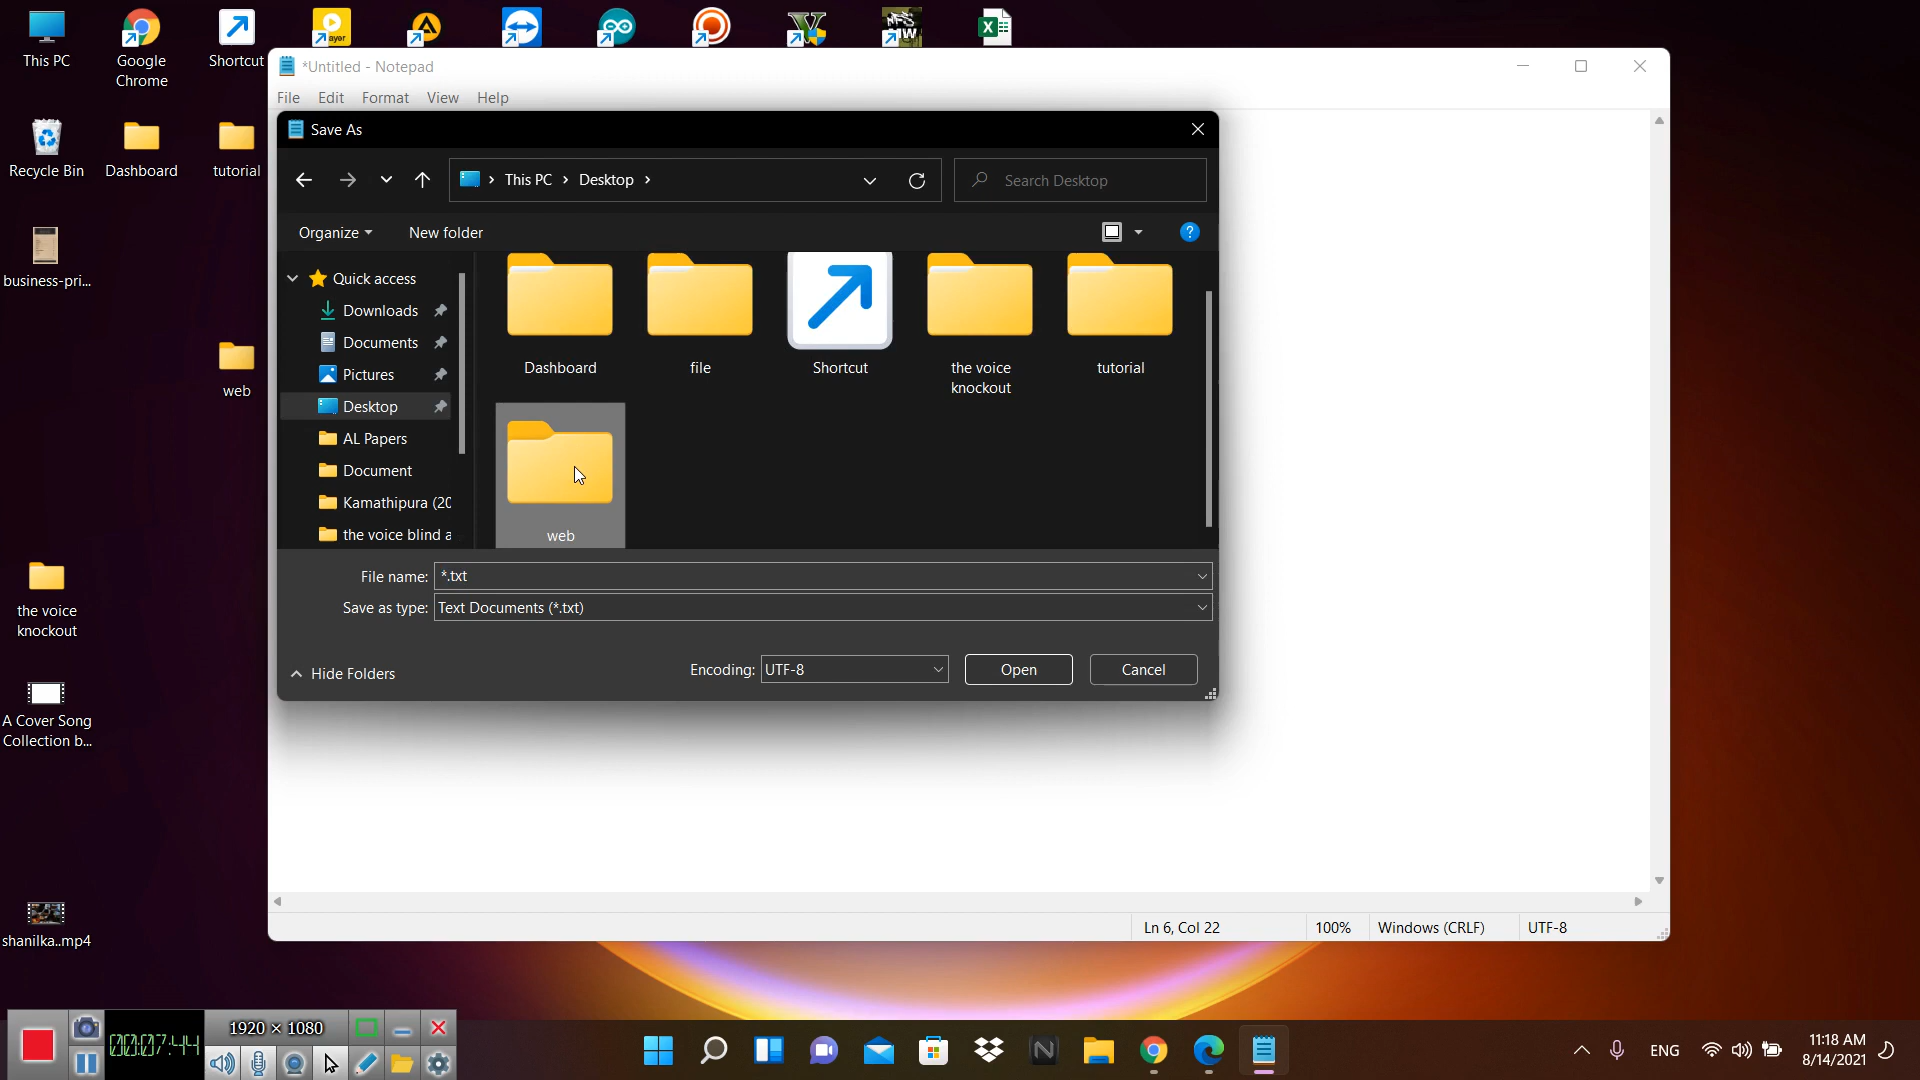 This PC
Google
Chrome
Shortcut
Recycle Bin
Dashboard
tutorial
business-pri...
web
the voice
knockout
A Cover Song
Collection b...
shanilka..mp4
*Untitled - Notepad
File Edit Format View Help
Save As
This PC > Desktop >
Search Desktop
Organize
New folder
Quick access
Downloads
Documents
Pictures
Desktop
AL Papers
Document
Kamathipura (20
the voice blind a
Dashboard
file
Shortcut
the voice
knockout
tutorial
web
File name: *.txt
Save as type: Text Documents (*.txt)
Hide Folders
Encoding: UTF-8
Open
Cancel
Ln 6, Col 22
100%
Windows (CRLF)
UTF-8
1920 × 1080
000:07:44
ENG
11:18 AM
8/14/2021